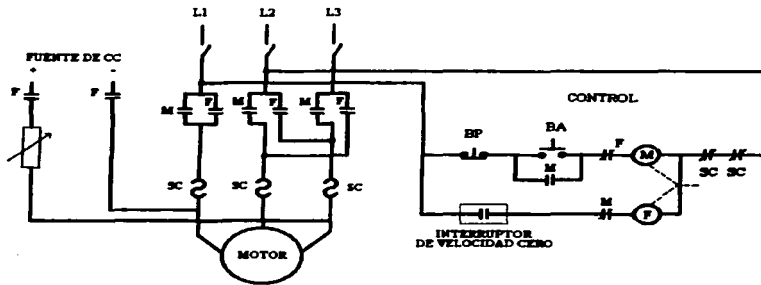 L1 L2 L3
FUENTE DE CC
+ -
F F
M F M F M F
SC SC SC
MOTOR
CONTROL
BP BA F M
M
SC SC
M F
INTERRUPTOR
DE VELOCIDAD CERO